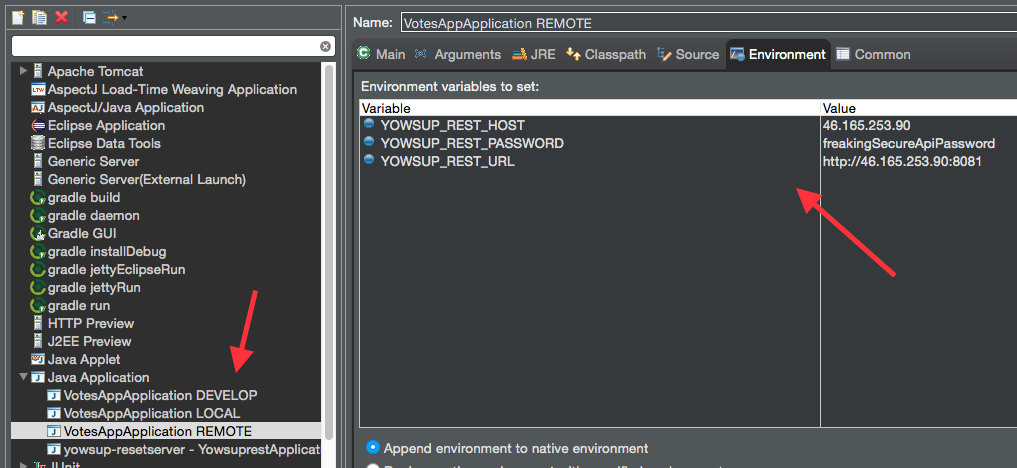 Name: VotesAppApplication REMOTE
Main Arguments JRE Classpath Source Environment Common
Environment variables to set:
Variable Value
YOWSUP_REST_HOST 46.165.253.90
YOWSUP_REST_PASSWORD freakingSecureApiPassword
YOWSUP_REST_URL http://46.165.253.90:8081
Append environment to native environment
Apache Tomcat
AspectJ Load-Time Weaving Application
AspectJ/Java Application
Eclipse Application
Eclipse Data Tools
Generic Server
Generic Server(External Launch)
gradle build
gradle daemon
Gradle GUI
gradle installDebug
gradle jettyEclipseRun
gradle jettyRun
gradle run
HTTP Preview
J2EE Preview
Java Applet
Java Application
VotesAppApplication DEVELOP
VotesAppApplication LOCAL
VotesAppApplication REMOTE
yowsup-resetserver - YowsuprestApplicat
JUnit